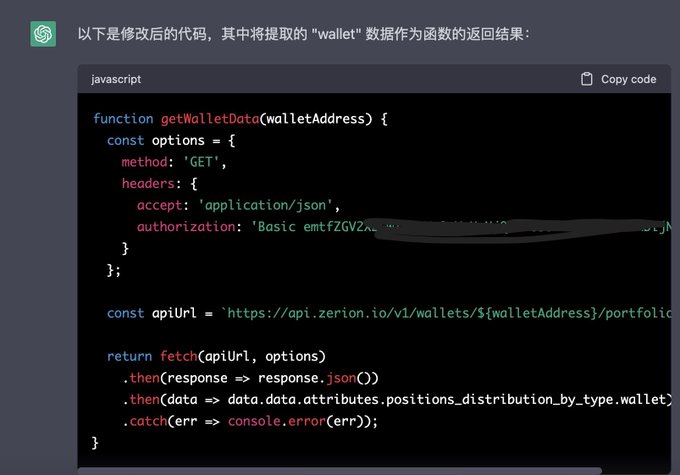 以下是修改后的代码，其中将提取的 "wallet" 数据作为函数的返回结果：
javascript
Copy code
function getWalletData(walletAddress) {
const options = {
method: 'GET',
headers: {
accept: 'application/json',
authorization: 'Basic
}
};
const apiUrl = `https://api.zerion.io/v1/wallets/${walletAddress}/portfolio
return fetch(apiUrl, options)
.then(response => response.json())
.then(data => data.data.attributes.positions_distribution_by_type.wallet)
.catch(err => console.error(err));
}